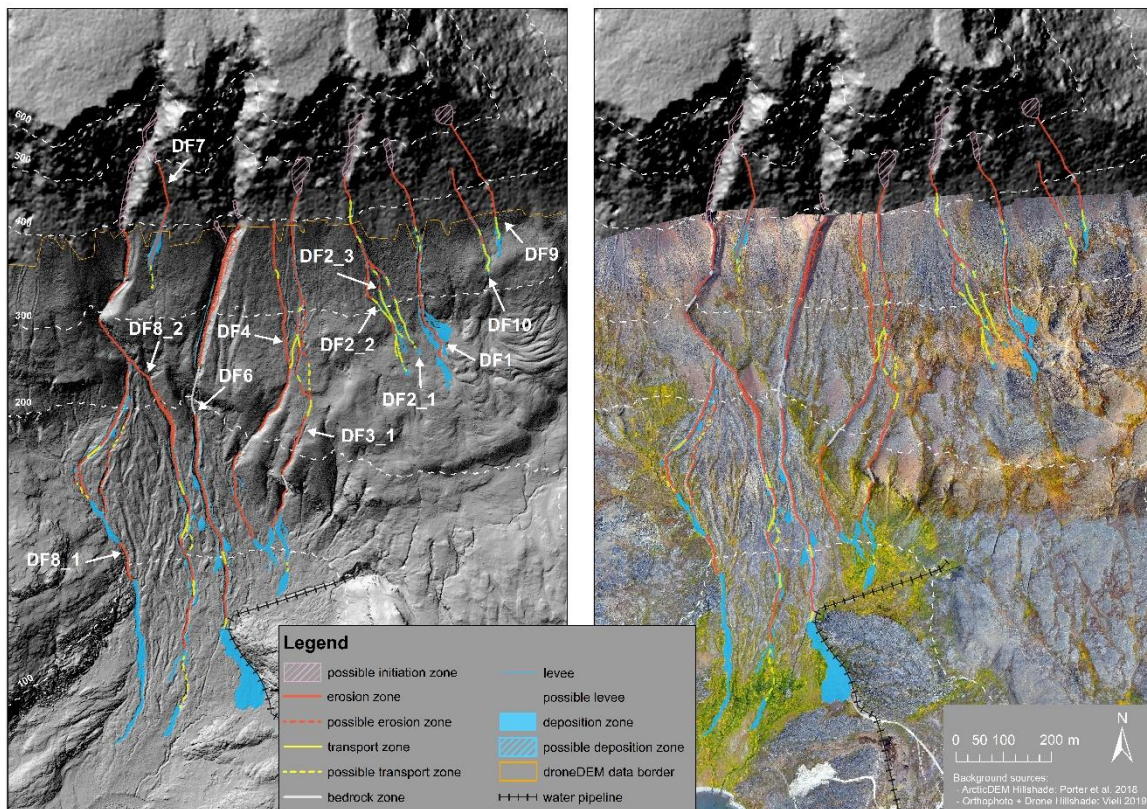 600
500
400
300
200
100
DF7
DF9
DF2_3
DF8_2
DF4
DF10
DF2_2
DF1
DF6
DF2_1
DF3_1
DF8_1
Legend
possible initiation zone
erosion zone
possible erosion zone
transport zone
possible transport zone
bedrock zone
levee
possible levee
deposition zone
possible deposition zone
droneDEM data border
water pipeline
N
0 50 100 200 m
Background sources:
- ArcticDEM Hillshade: Porter et al. 2018
- Orthophoto + Drone Hillshade: Vieli 2018